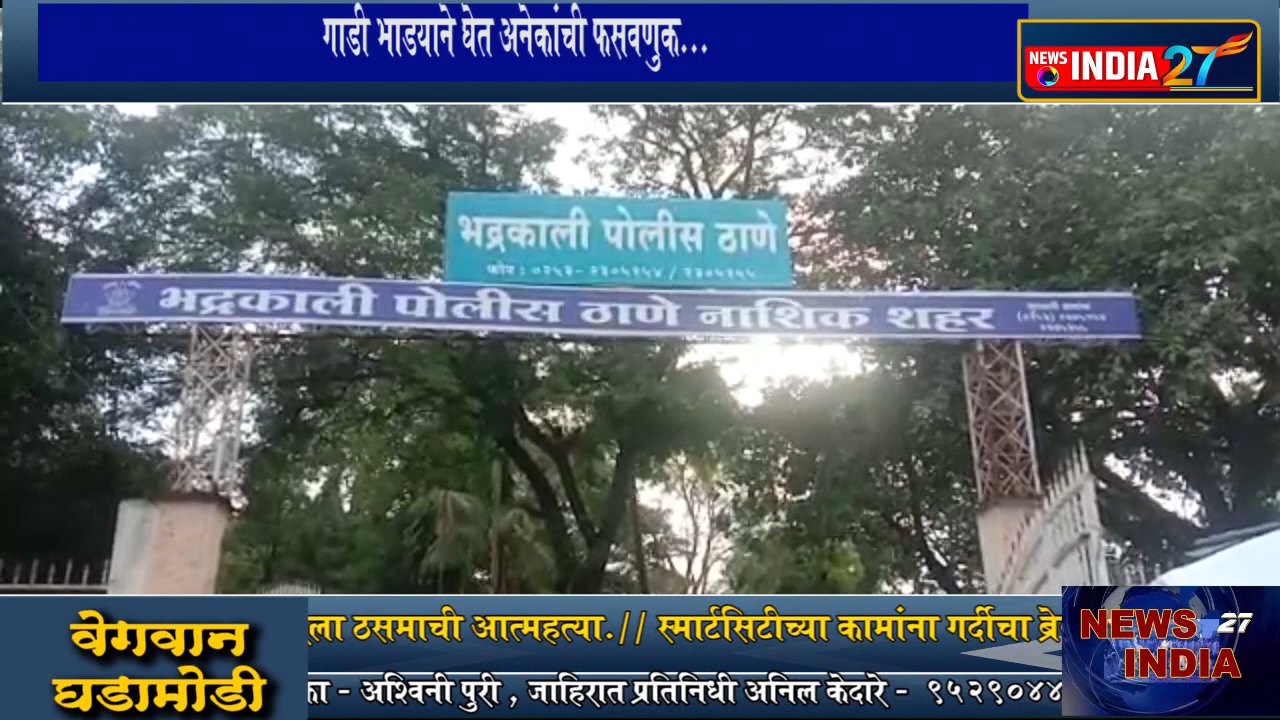 गाडी भाडयाने घेत अनेकांची फसवणुक...
NEWS
INDIA 27
भद्रकाली पोलीस ठाणे
फोन : ०२५३-
भद्रकाली पोलीस ठाणे नाशिक शहर
वेगवान
घडामोडी
ला ठसमाची आत्महत्या.// स्मार्टसिटीच्या कामांना गर्दीचा
- अश्विनी पुरी , जाहिरात प्रतिनिधी अनिल केदारे - ९५२९०४४
NEWS 27
INDIA